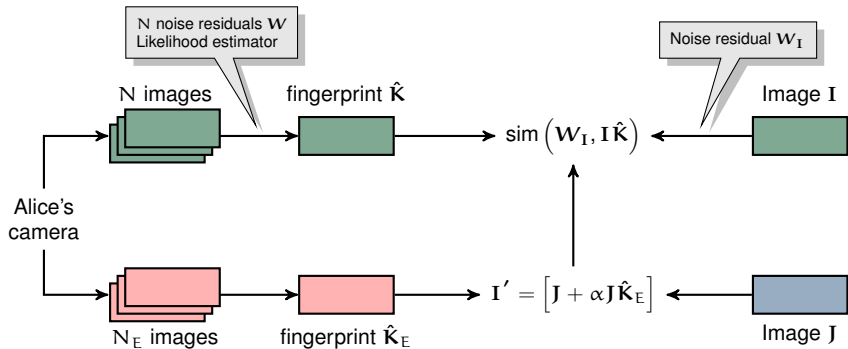 N noise residuals W
Likelihood estimator
Noise residual W_I
N images
fingerprint K̂
Image I
sim (W_I, IK̂)
Alice's
camera
I′ = [J + αJK̂_E]
N_E images
fingerprint K̂_E
Image J